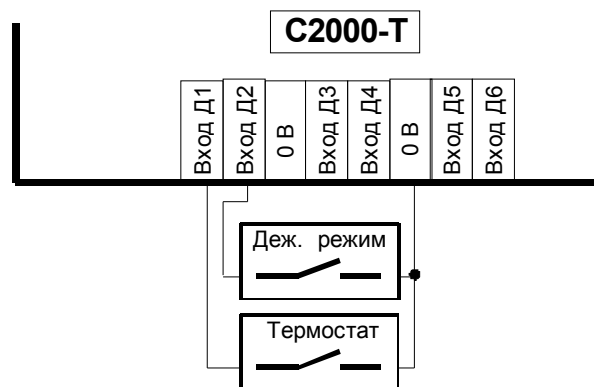 С2000-Т
Вход Д1
Вход Д2
0 В
Вход Д3
Вход Д4
0 В
Вход Д5
Вход Д6
Деж. режим
Термостат